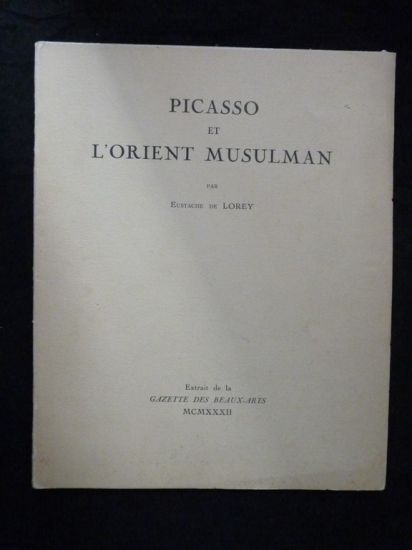 PICASSO
ET
L'ORIENT MUSULMAN
PAR
EUSTACHE DE LOREY
Extrait de la
GAZETTE DES BEAUX-ARTS
MCMXXXII